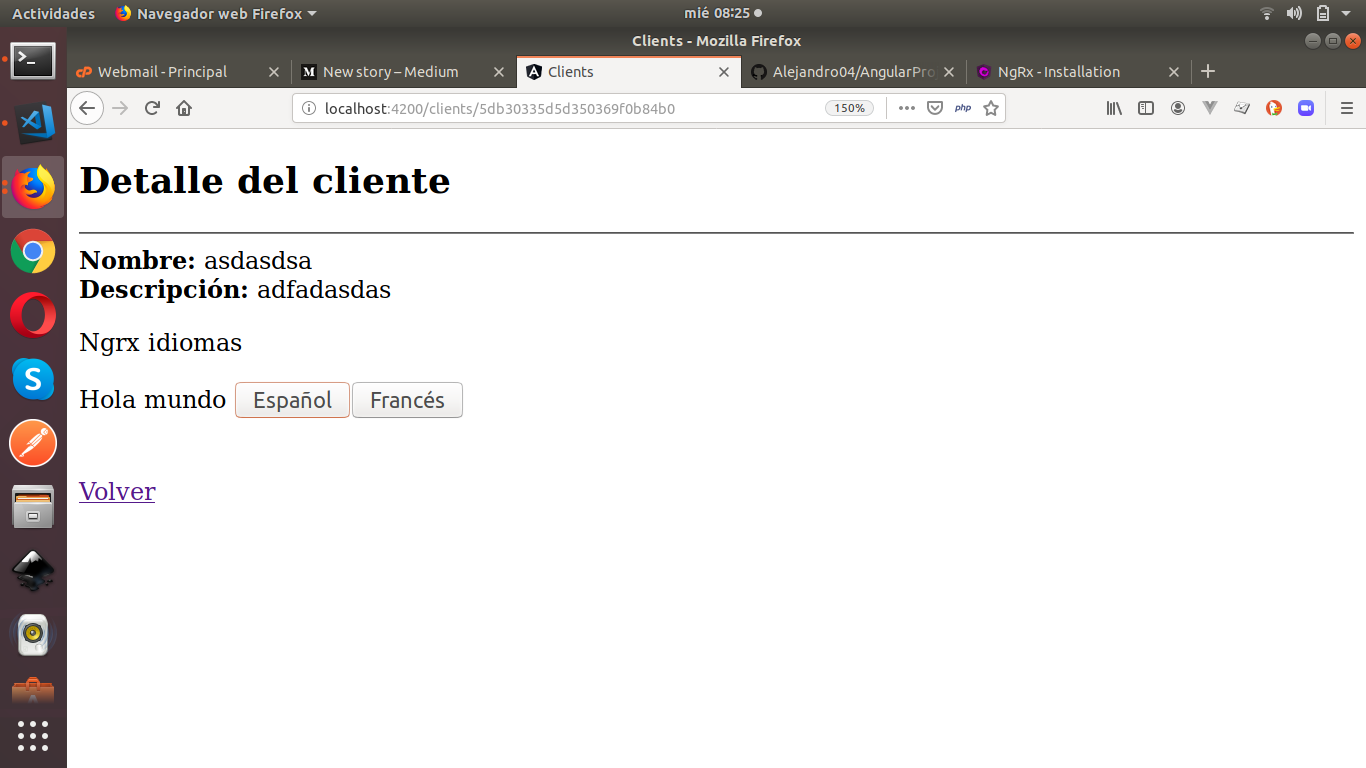 Actividades Navegador web Firefox mié 08:25
Clients - Mozilla Firefox
Webmail - Principal New story – Medium Clients Alejandro04/AngularPro NgRx - Installation
localhost:4200/clients/5db30335d5d350369f0b84b0 150% php
Detalle del cliente
Nombre: asdasdsa
Descripción: adfadasdas
Ngrx idiomas
Hola mundo Español Francés
Volver